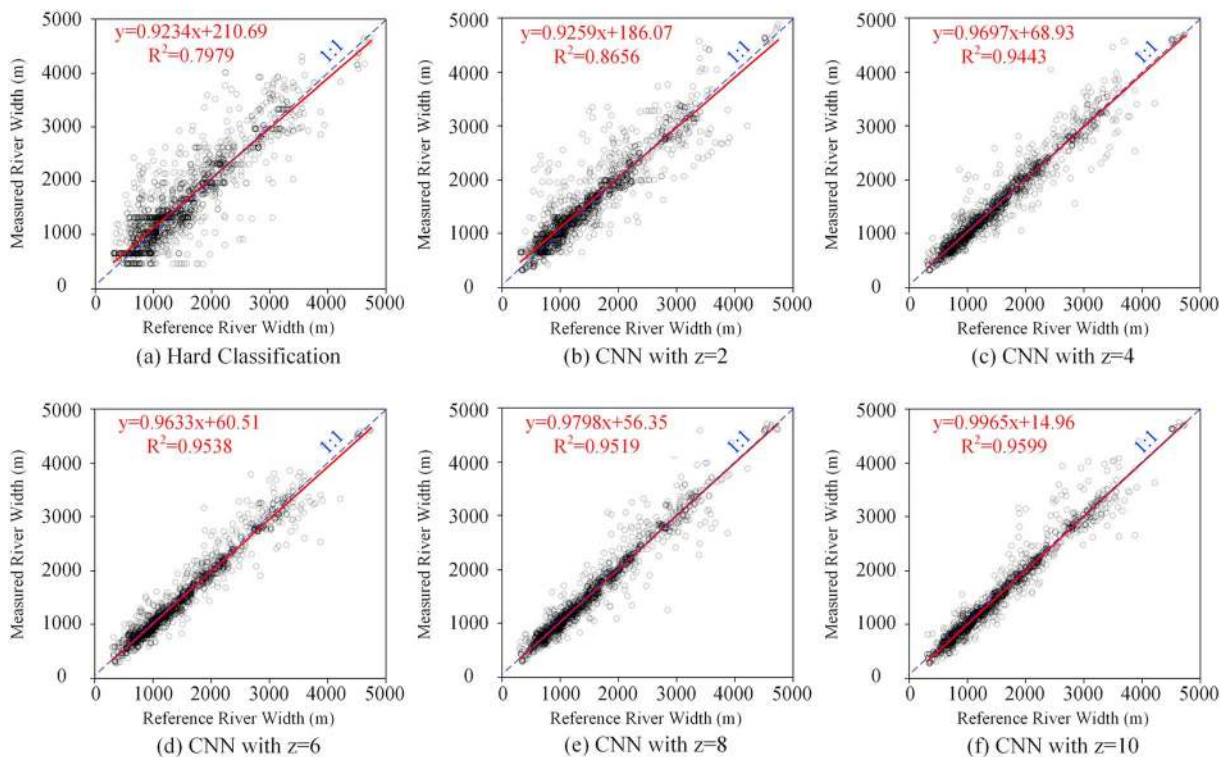 5000
4000
3000
2000
1000
0
0 1000 2000 3000 4000 5000
Measured River Width (m)
Reference River Width (m)
y=0.9234x+210.69
R²=0.7979
1:1
(a) Hard Classification
5000
4000
3000
2000
1000
0
0 1000 2000 3000 4000 5000
Measured River Width (m)
Reference River Width (m)
y=0.9259x+186.07
R²=0.8656
1:1
(b) CNN with z=2
5000
4000
3000
2000
1000
0
0 1000 2000 3000 4000 5000
Measured River Width (m)
Reference River Width (m)
y=0.9697x+68.93
R²=0.9443
1:1
(c) CNN with z=4
5000
4000
3000
2000
1000
0
0 1000 2000 3000 4000 5000
Measured River Width (m)
Reference River Width (m)
y=0.9633x+60.51
R²=0.9538
1:1
(d) CNN with z=6
5000
4000
3000
2000
1000
0
0 1000 2000 3000 4000 5000
Measured River Width (m)
Reference River Width (m)
y=0.9798x+56.35
R²=0.9519
1:1
(e) CNN with z=8
5000
4000
3000
2000
1000
0
0 1000 2000 3000 4000 5000
Measured River Width (m)
Reference River Width (m)
y=0.9965x+14.96
R²=0.9599
1:1
(f) CNN with z=10